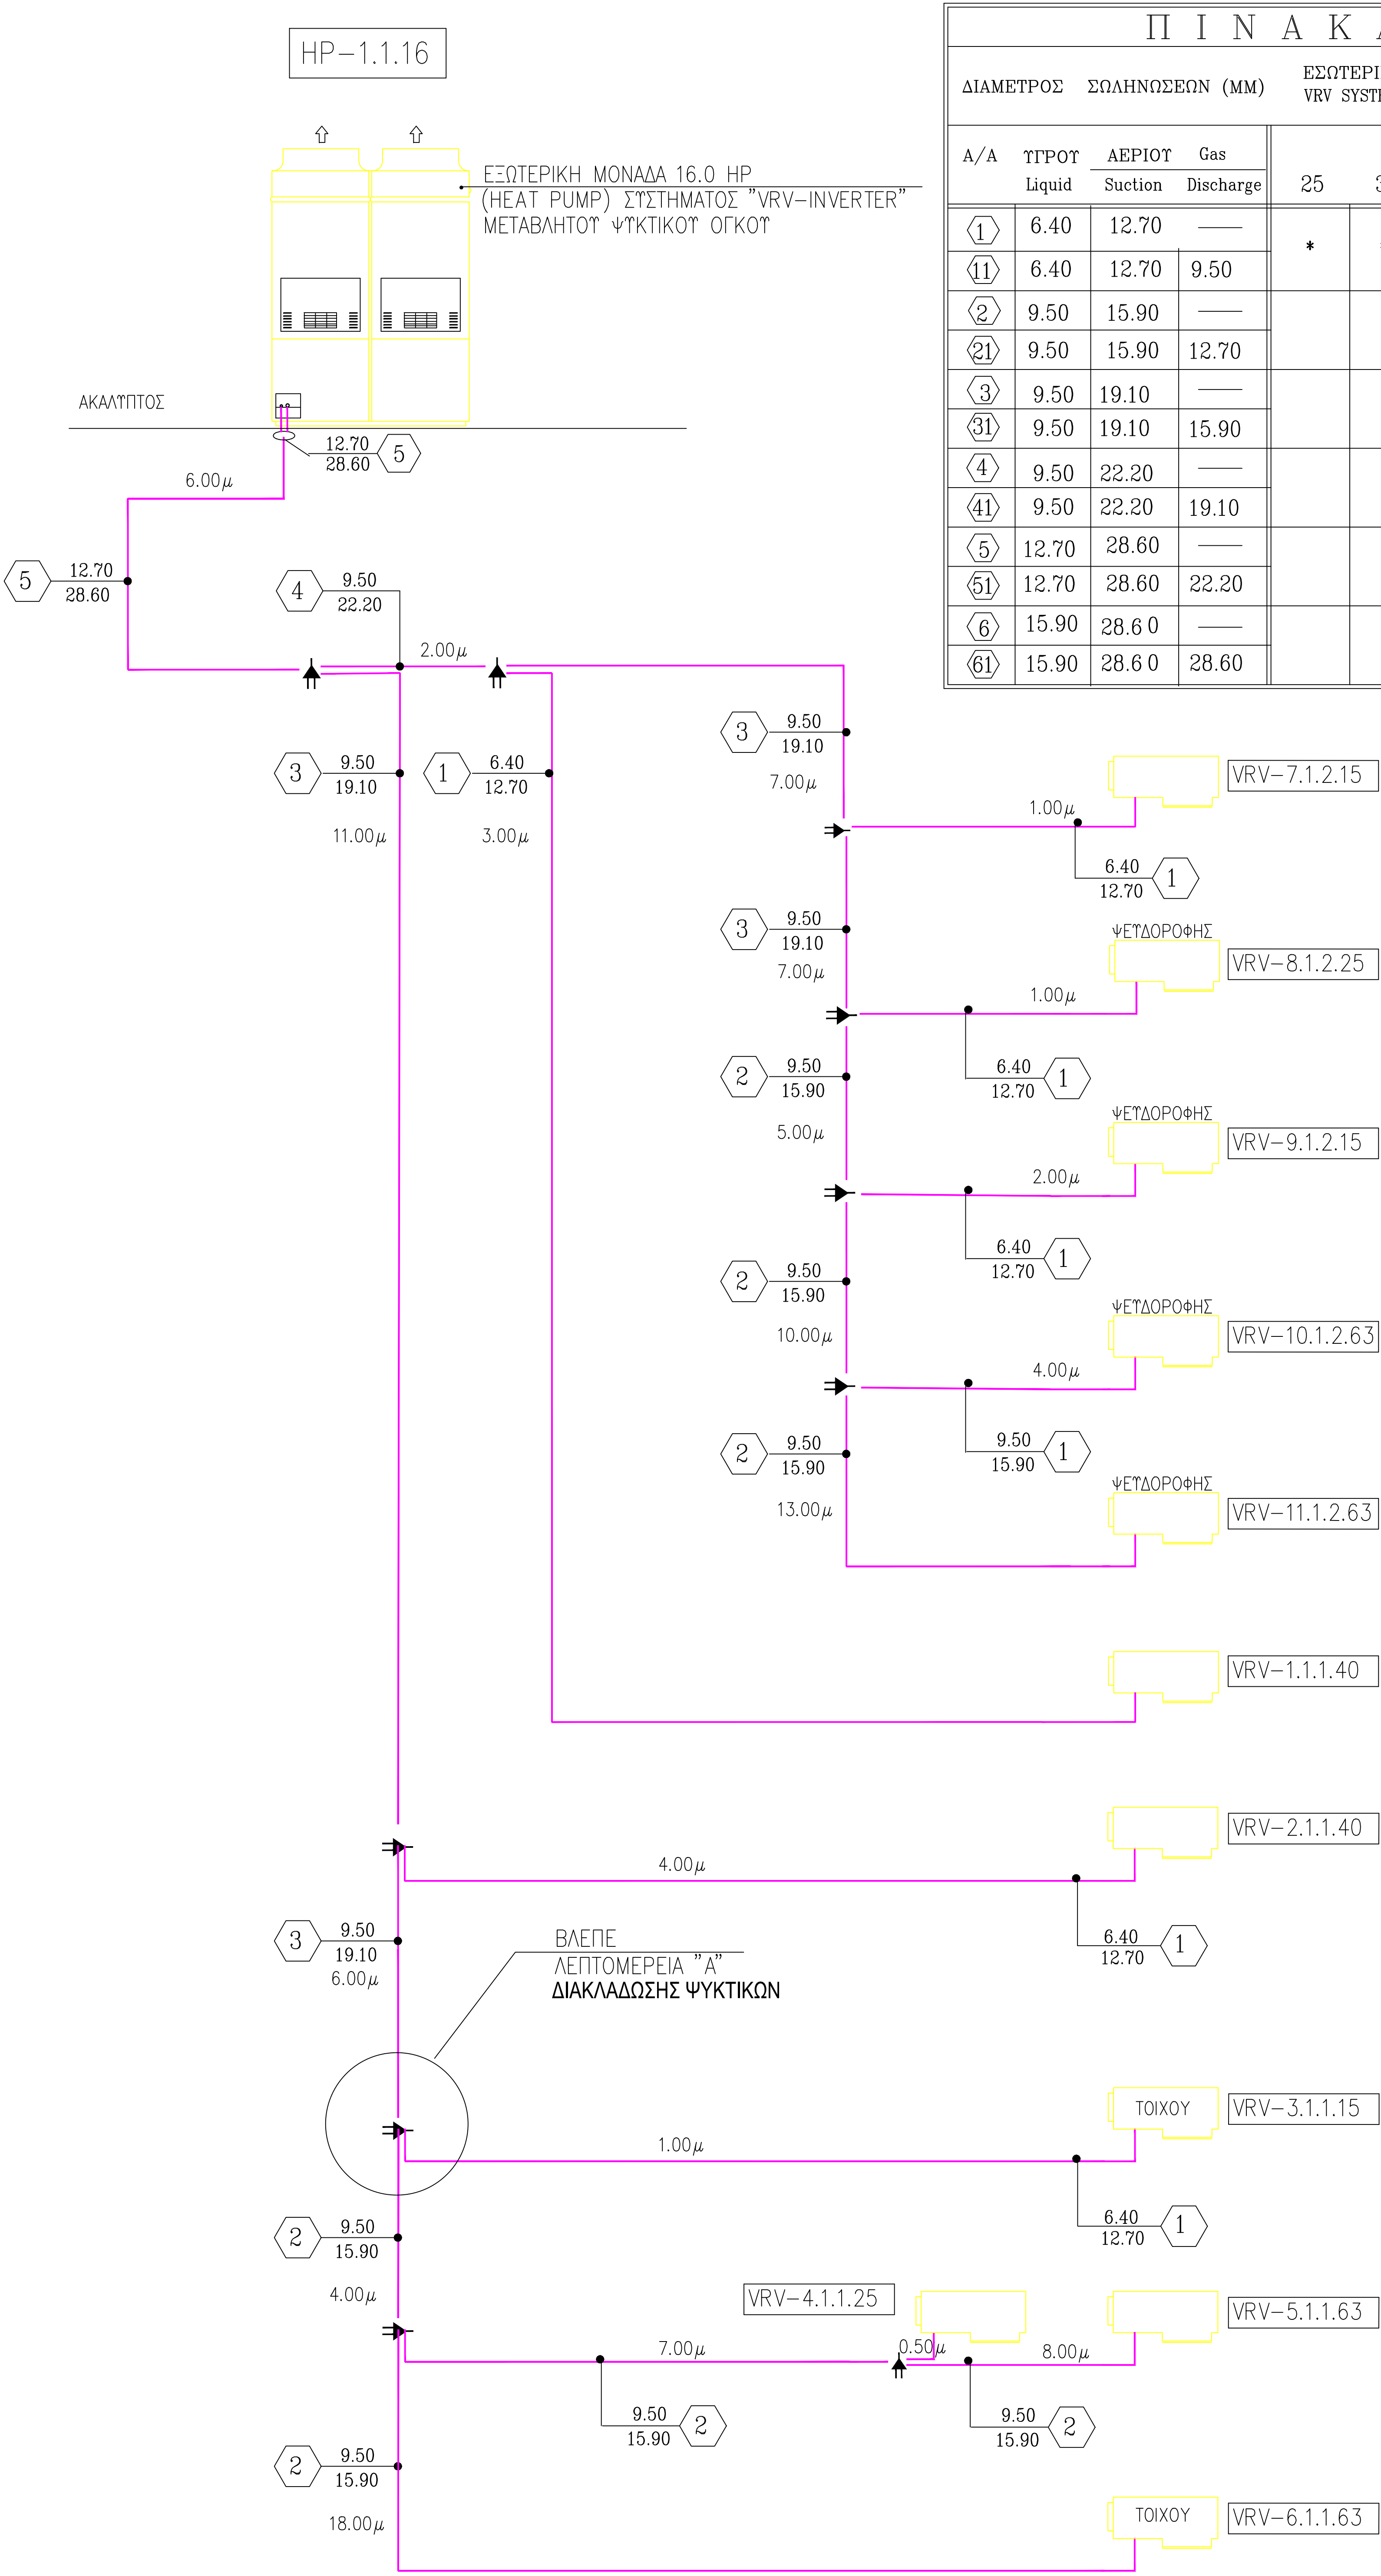 HP-1.1.16
ΕΞΩΤΕΡΙΚΗ ΜΟΝΑΔΑ 16.0 HP
(HEAT PUMP) ΣΥΣΤΗΜΑΤΟΣ "VRV-INVERTER"
ΜΕΤΑΒΛΗΤΟΥ ΨΥΚΤΙΚΟΥ ΟΓΚΟΥ
ΑΚΑΛΥΠΤΟΣ
Π Ι Ν Α Κ Α
ΔΙΑΜΕΤΡΟΣ ΣΩΛΗΝΩΣΕΩΝ (MM)
VRV
Α/Α ΥΓΡΟΥ ΑΕΡΙΟΥ Gas
Liquid Suction Discharge 25
1 6.40 12.70 —
*
11 6.40 12.70 9.50
2 9.50 15.90 —
21 9.50 15.90 12.70
3 9.50 19.10 —
31 9.50 19.10 15.90
4 9.50 22.20 —
41 9.50 22.20 19.10
5 12.70 28.60 —
51 12.70 28.60 22.20
6 15.90 28.60 —
61 15.90 28.60 28.60
12.70
28.60
5
6.00μ
5
12.70
28.60
4
9.50
22.20
2.00μ
3
9.50
19.10
11.00μ
1
6.40
12.70
3.00μ
3
9.50
19.10
7.00μ
1.00μ
VRV-7.1.2.15
6.40
12.70
1
3
9.50
19.10
7.00μ
ΨΕΥΔΟΡΟΦΗΣ
VRV-8.1.2.25
1.00μ
6.40
12.70
1
2
9.50
15.90
5.00μ
ΨΕΥΔΟΡΟΦΗΣ
VRV-9.1.2.15
2.00μ
6.40
12.70
1
2
9.50
15.90
10.00μ
ΨΕΥΔΟΡΟΦΗΣ
VRV-10.1.2.63
4.00μ
9.50
15.90
1
2
9.50
15.90
13.00μ
ΨΕΥΔΟΡΟΦΗΣ
VRV-11.1.2.63
VRV-1.1.1.40
VRV-2.1.1.40
4.00μ
6.40
12.70
1
3
9.50
19.10
6.00μ
ΒΛΕΠΕ
ΛΕΠΤΟΜΕΡΕΙΑ "Α"
ΔΙΑΚΛΑΔΩΣΗΣ ΨΥΚΤΙΚΩΝ
ΤΟΙΧΟΥ
VRV-3.1.1.15
1.00μ
6.40
12.70
1
2
9.50
15.90
4.00μ
VRV-4.1.1.25
VRV-5.1.1.63
7.00μ
0.50μ
8.00μ
9.50
15.90
2
9.50
15.90
2
2
9.50
15.90
18.00μ
ΤΟΙΧΟΥ
VRV-6.1.1.63